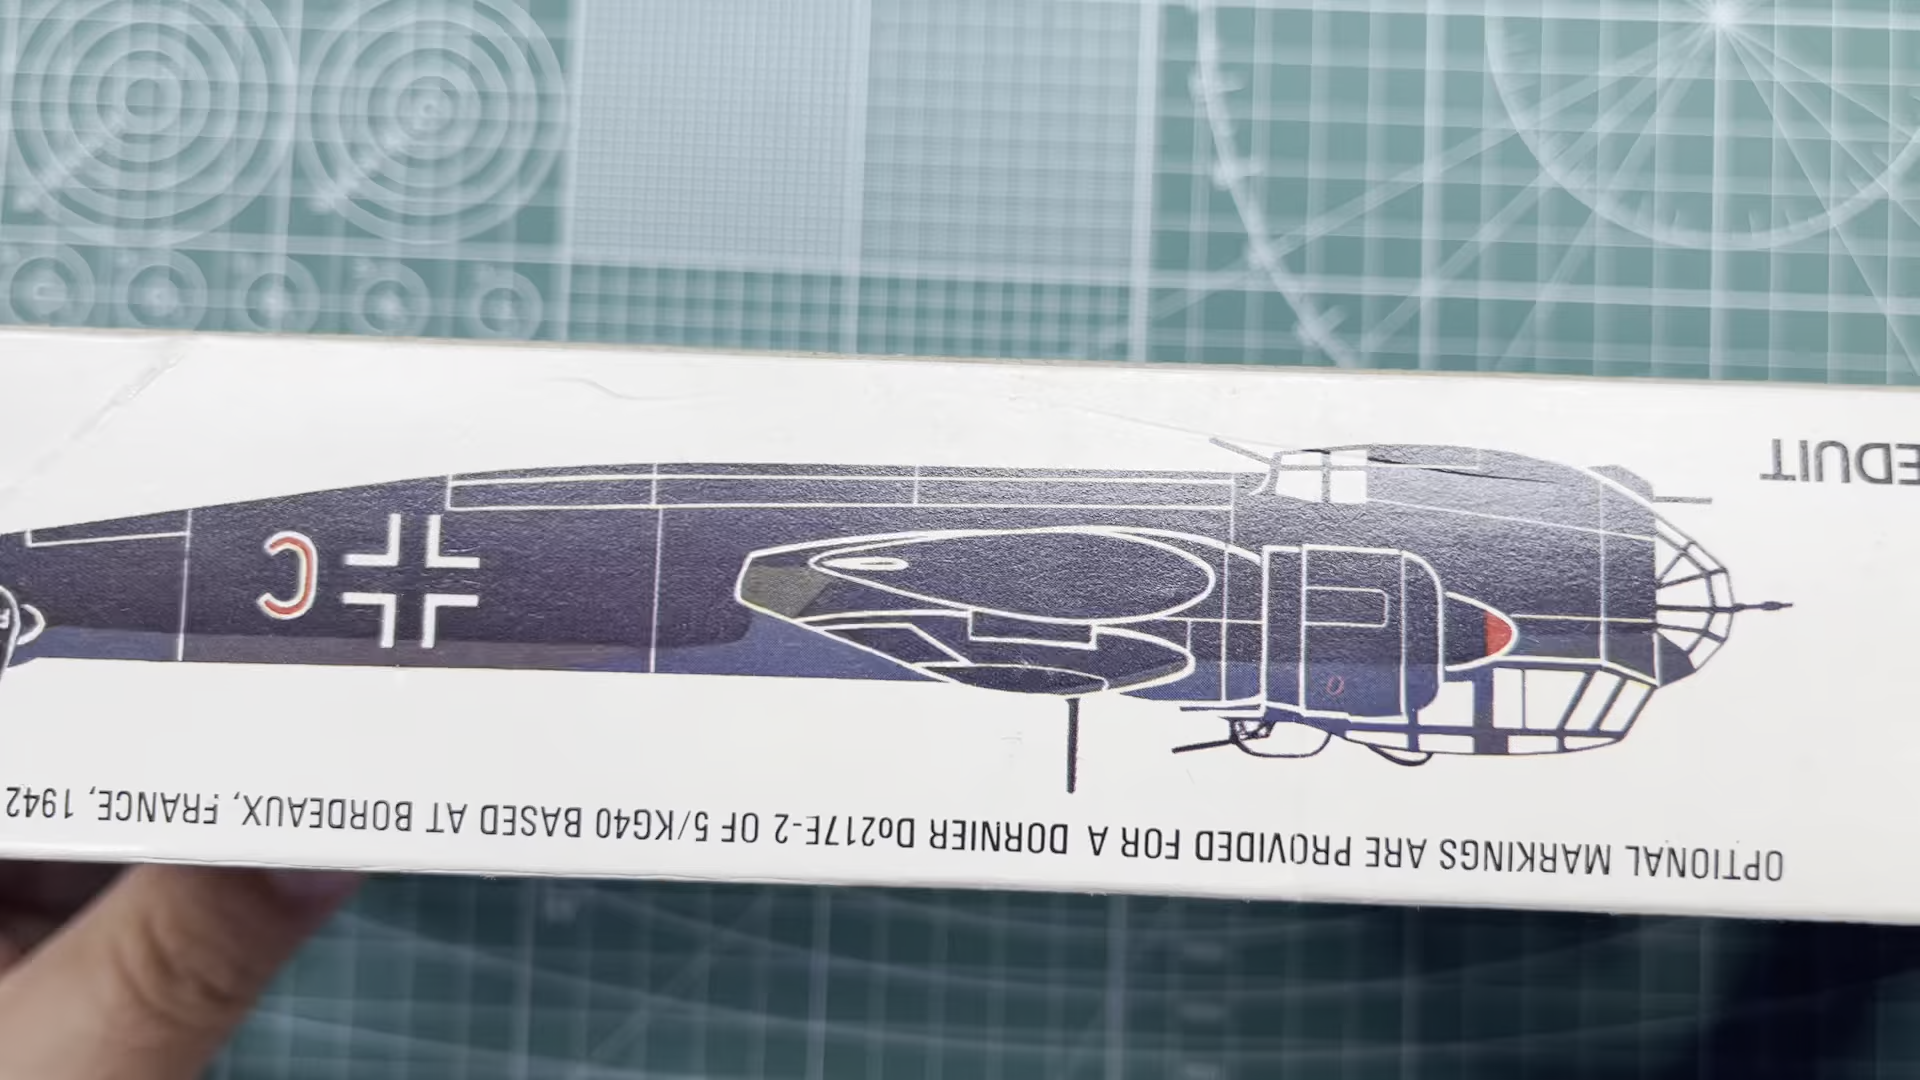 OPTIONAL MARKINGS ARE PROVIDED FOR A DORNIER Do217E-2 OF 5/KG40 BASED AT BORDEAUX, FRANCE, 1942
C
EDUIT